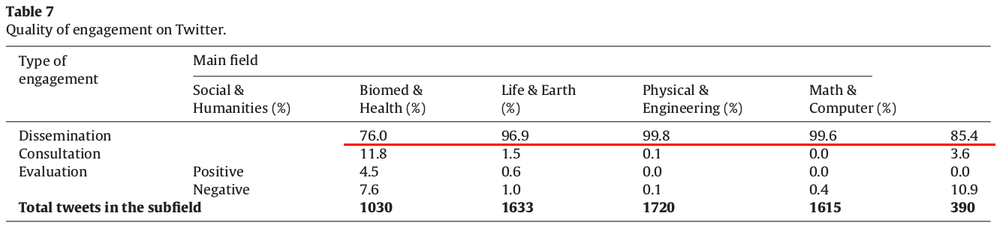 Table 7
Quality of engagement on Twitter.
Type of engagement Main field
Social & Humanities (%) Biomed & Health (%) Life & Earth (%) Physical & Engineering (%) Math & Computer (%)
Dissemination 76.0 96.9 99.8 99.6 85.4
Consultation 11.8 1.5 0.1 0.0 3.6
Evaluation Positive 4.5 0.6 0.0 0.0 0.0
Negative 7.6 1.0 0.1 0.4 10.9
Total tweets in the subfield 1030 1633 1720 1615 390